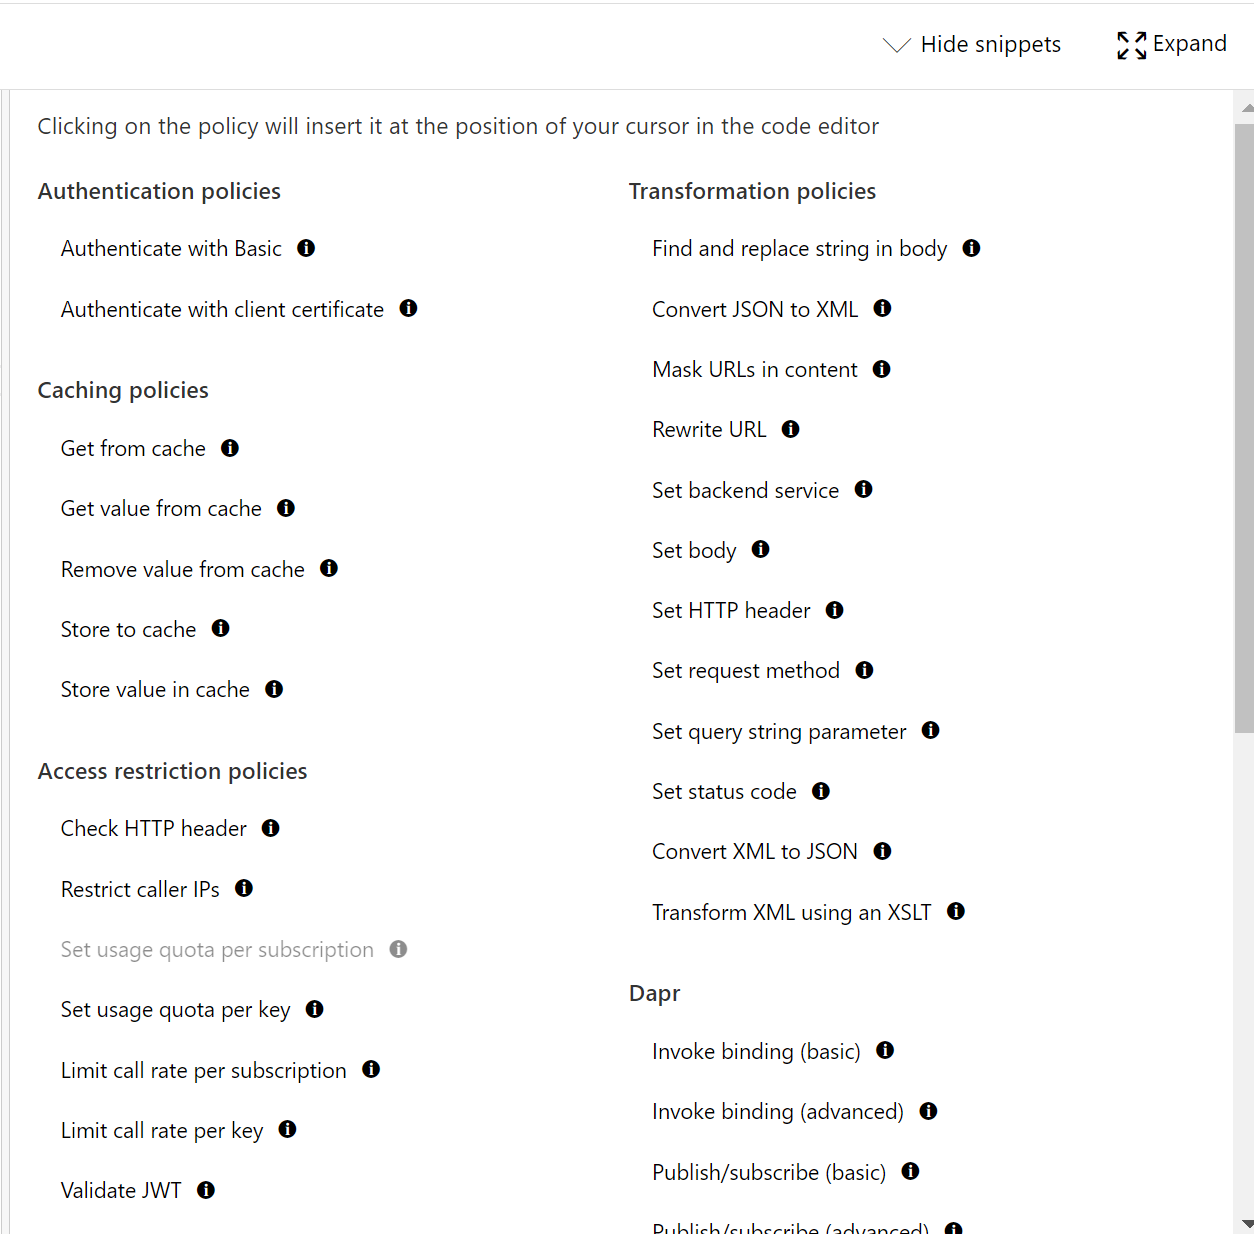 Hide snippets
Expand
Clicking on the policy will insert it at the position of your cursor in the code editor
Authentication policies
Authenticate with Basic
Authenticate with client certificate
Caching policies
Get from cache
Get value from cache
Remove value from cache
Store to cache
Store value in cache
Access restriction policies
Check HTTP header
Restrict caller IPs
Set usage quota per subscription
Set usage quota per key
Limit call rate per subscription
Limit call rate per key
Validate JWT
Transformation policies
Find and replace string in body
Convert JSON to XML
Mask URLs in content
Rewrite URL
Set backend service
Set body
Set HTTP header
Set request method
Set query string parameter
Set status code
Convert XML to JSON
Transform XML using an XSLT
Dapr
Invoke binding (basic)
Invoke binding (advanced)
Publish/subscribe (basic)
Publish/subscribe (advanced)